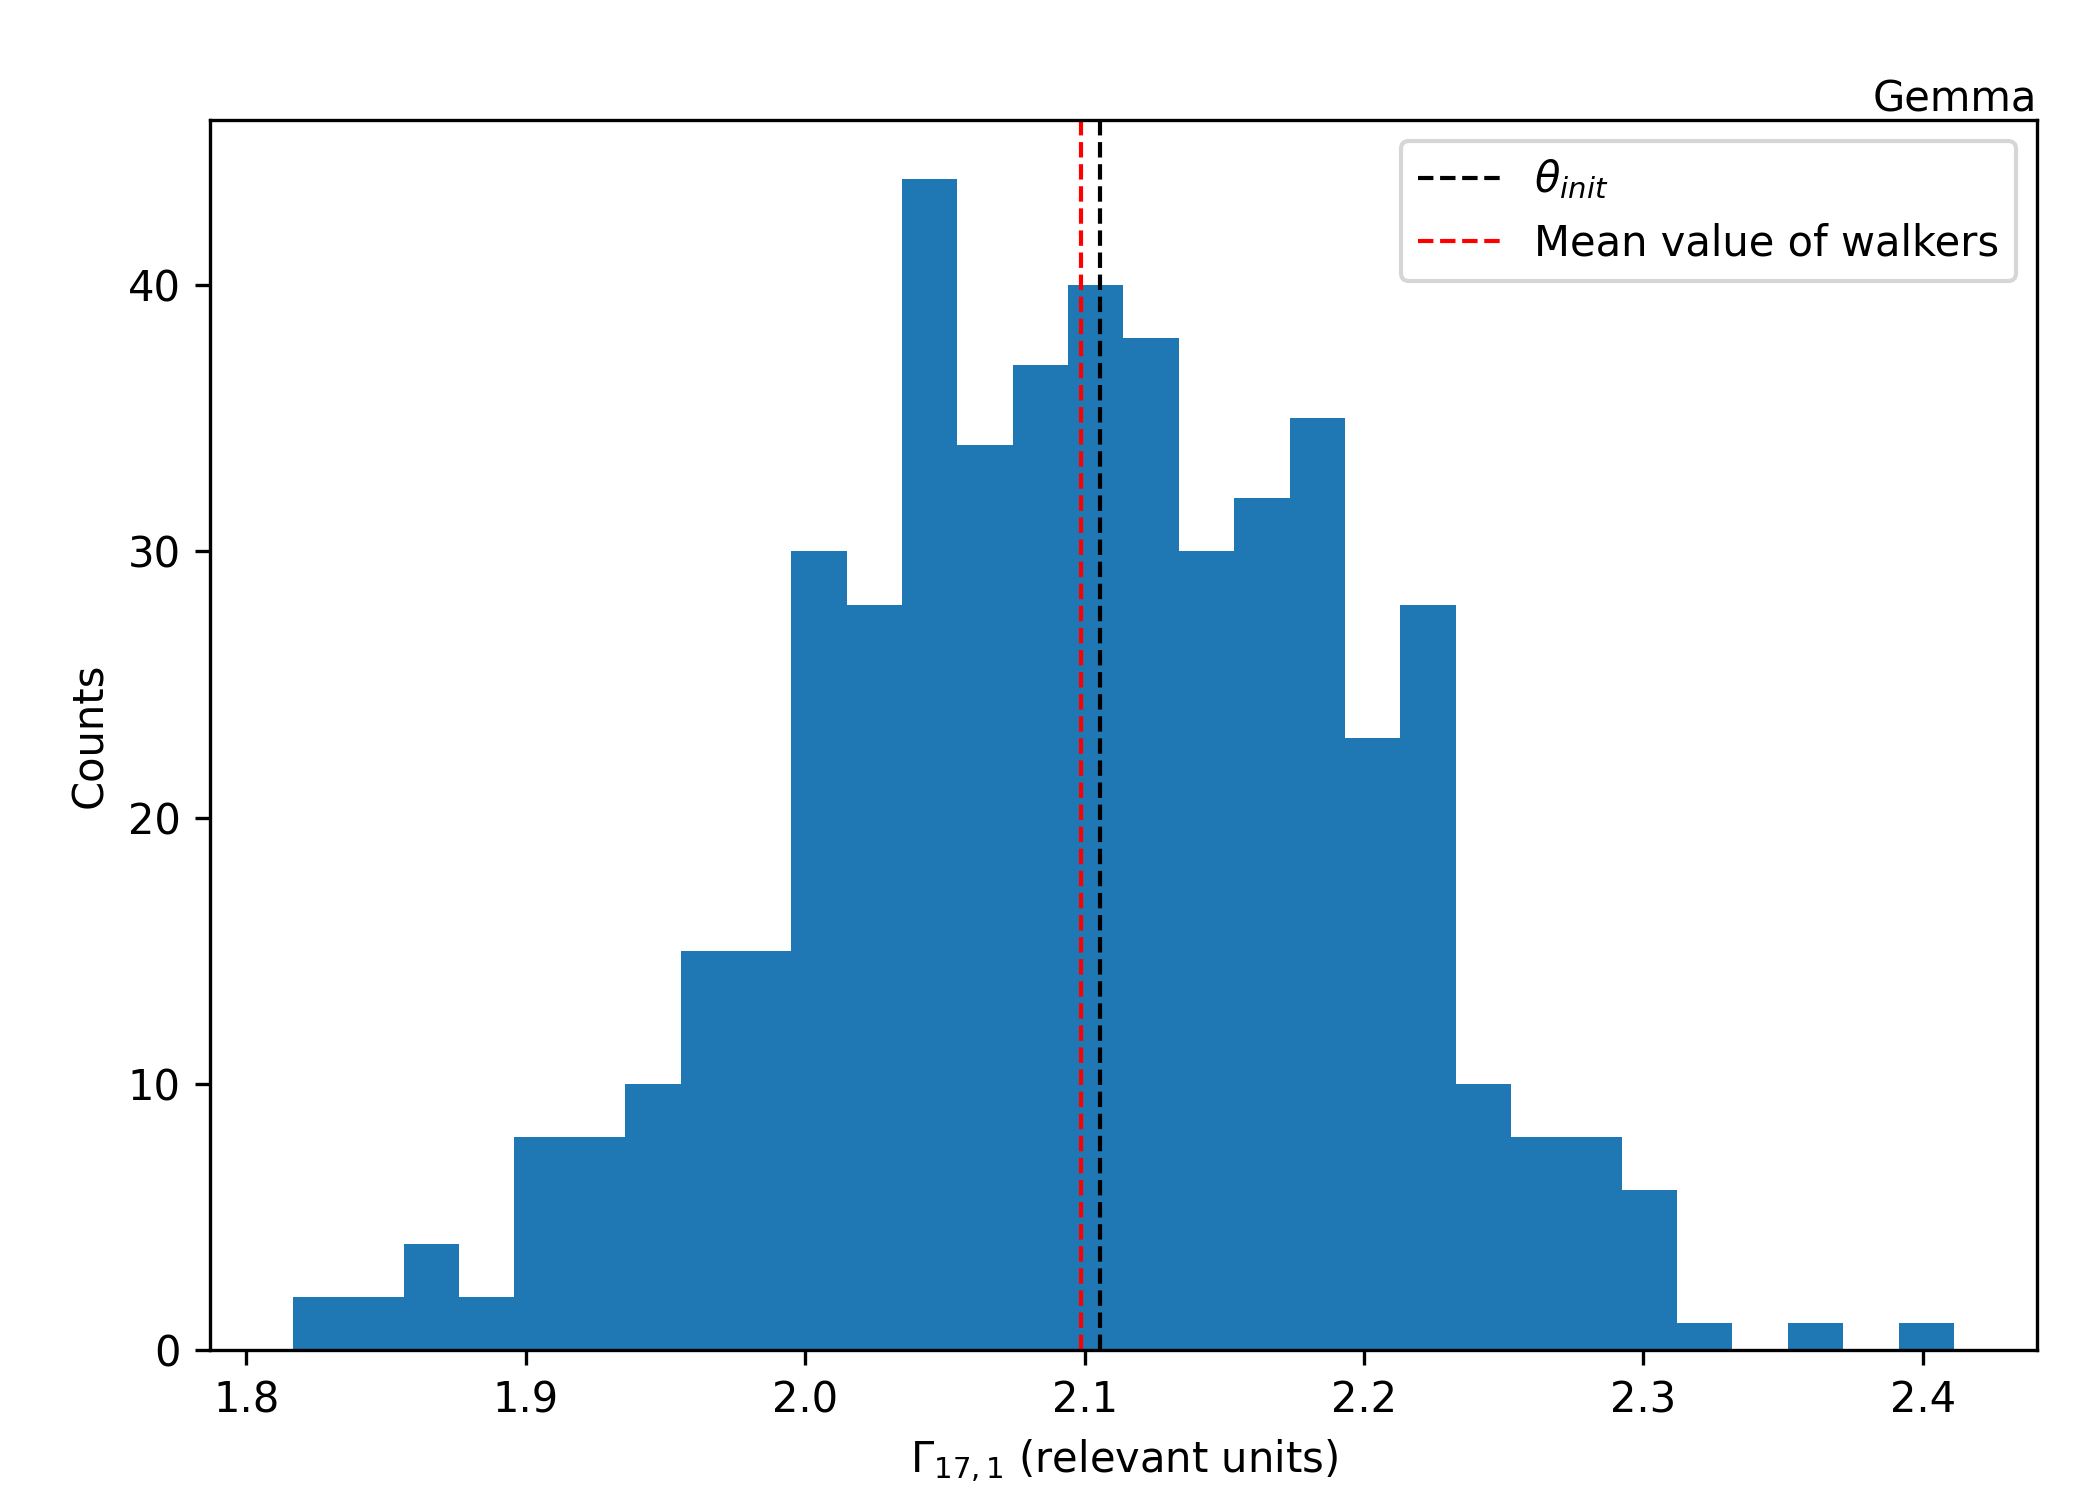 Gemma
θinit
Mean value of walkers
40
30
20
10
0
Counts
1.8 1.9 2.0 2.1 2.2 2.3 2.4
Γ17, 1 (relevant units)